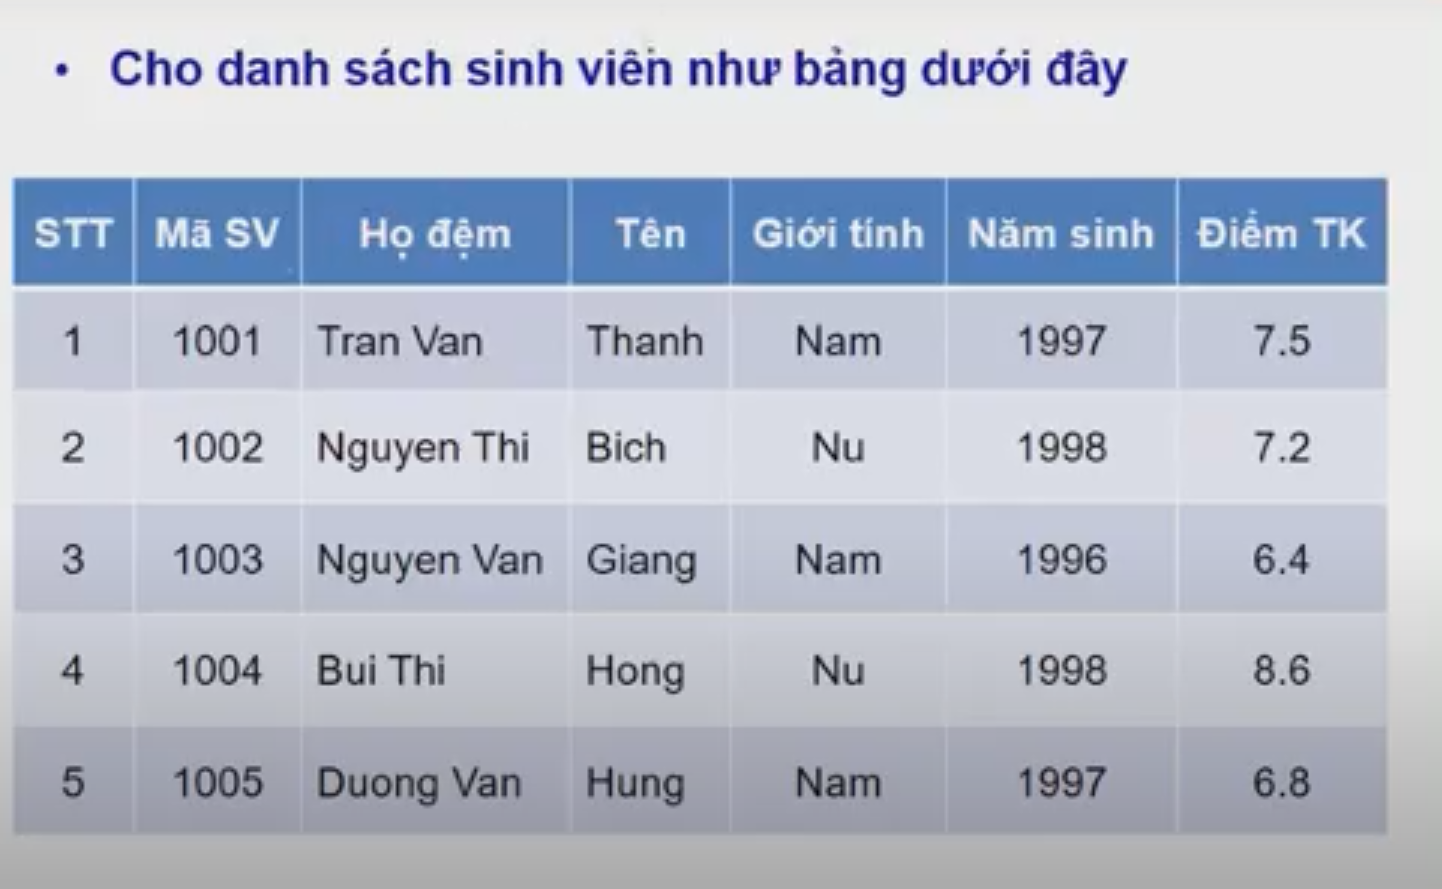 • Cho danh sách sinh viên như bảng dưới đây
STT Mã SV Họ đệm Tên Giới tính Năm sinh Điểm TK
1 1001 Tran Van Thanh Nam 1997 7.5
2 1002 Nguyen Thi Bich Nu 1998 7.2
3 1003 Nguyen Van Giang Nam 1996 6.4
4 1004 Bui Thi Hong Nu 1998 8.6
5 1005 Duong Van Hung Nam 1997 6.8